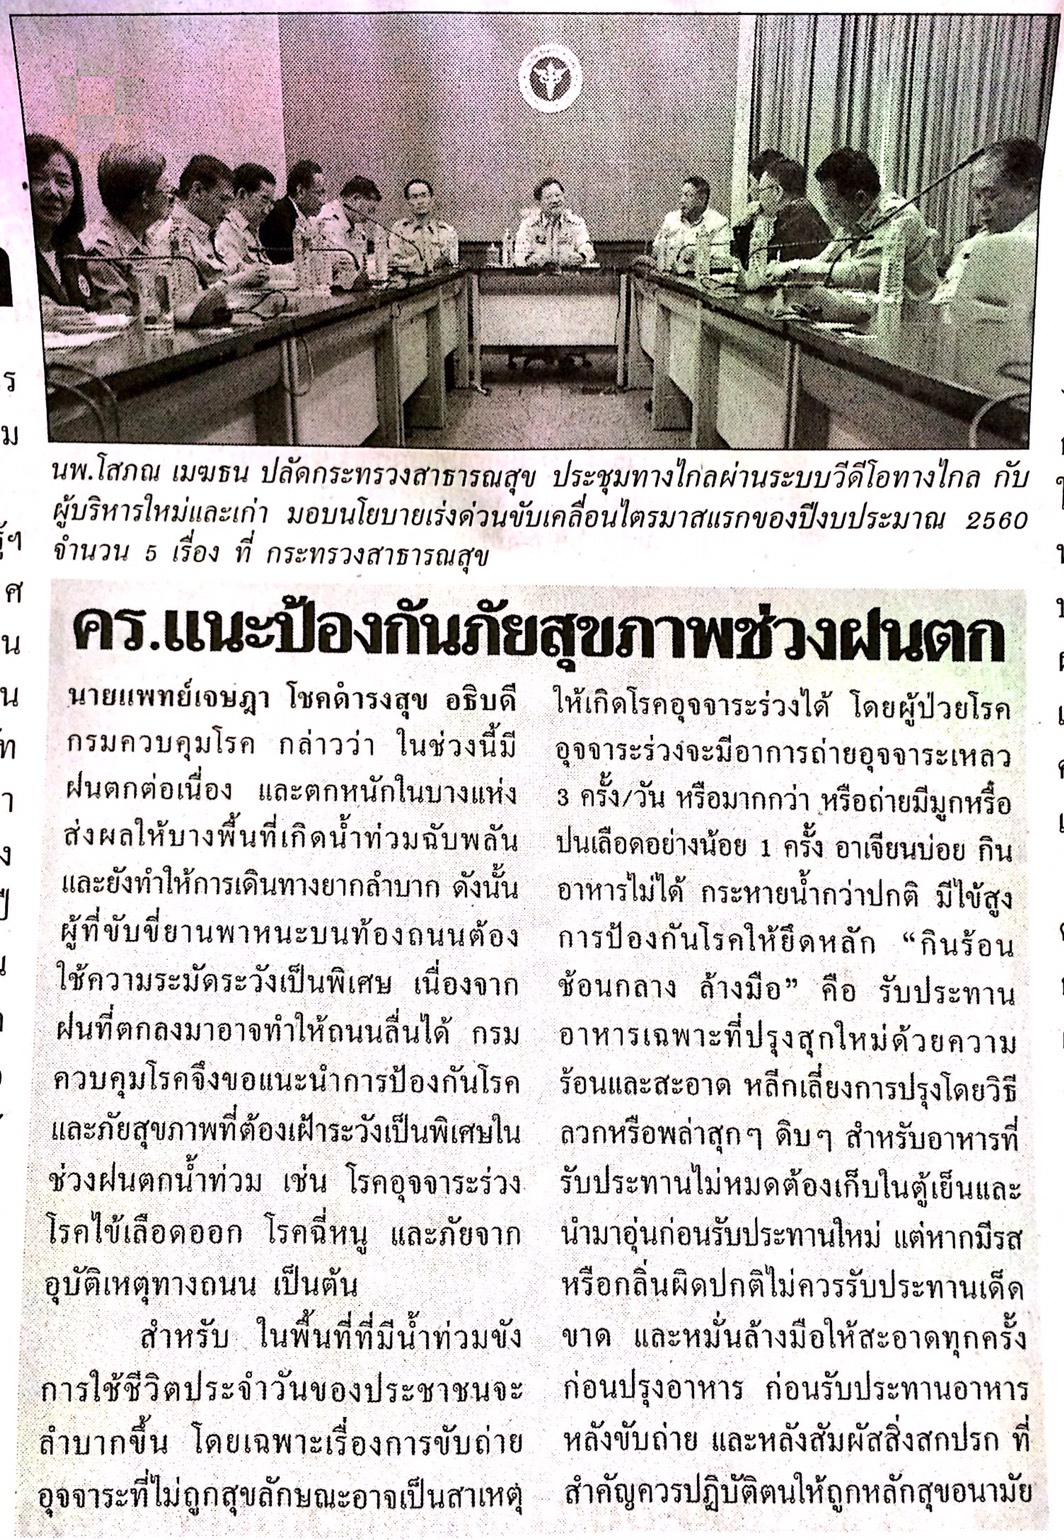 นพ.โสภณ เมฆธน ปลัดกระทรวงสาธารณสุข ประชุมทางไกลผ่านระบบวีดีโอทางไกล กับ
ผู้บริหารใหม่และเก่า มอบนโยบายเร่งด่วนขับเคลื่อนไตรมาสแรกของปีงบประมาณ 2560
จำนวน 5 เรื่อง ที่ กระทรวงสาธารณสุข
คร.แนะป้องกันภัยสุขภาพช่วงฝนตก
นายแพทย์เจษฎา โชคดำรงสุข อธิบดี
กรมควบคุมโรค กล่าวว่า ในช่วงนี้มี
ฝนตกต่อเนื่อง และตกหนักในบางแห่ง
ส่งผลให้บางพื้นที่เกิดน้ำท่วมฉับพลัน
และยังทำให้การเดินทางยากลำบาก ดังนั้น
ผู้ที่ขับขี่ยานพาหนะบนท้องถนนต้อง
ใช้ความระมัดระวังเป็นพิเศษ เนื่องจาก
ฝนที่ตกลงมาอาจทำให้ถนนลื่นได้ กรม
ควบคุมโรคจึงขอแนะนำการป้องกันโรค
และภัยสุขภาพที่ต้องเฝ้าระวังเป็นพิเศษใน
ช่วงฝนตกน้ำท่วม เช่น โรคอุจจาระร่วง
โรคไข้เลือดออก โรคฉี่หนู และภัยจาก
อุบัติเหตุทางถนน เป็นต้น
สำหรับ ในพื้นที่ที่มีน้ำท่วมขัง
การใช้ชีวิตประจำวันของประชาชนจะ
ลำบากขึ้น โดยเฉพาะเรื่องการขับถ่าย
อุจจาระที่ไม่ถูกสุขลักษณะอาจเป็นสาเหตุ
ให้เกิดโรคอุจจาระร่วงได้ โดยผู้ป่วยโรค
อุจจาระร่วงจะมีอาการถ่ายอุจจาระเหลว
3 ครั้ง/วัน หรือมากกว่า หรือถ่ายมีมูกหรือ
ปนเลือดอย่างน้อย 1 ครั้ง อาเจียนบ่อย กิน
อาหารไม่ได้ กระหายน้ำกว่าปกติ มีไข้สูง
การป้องกันโรคให้ยึดหลัก “กินร้อน
ช้อนกลาง ล้างมือ” คือ รับประทาน
อาหารเฉพาะที่ปรุงสุกใหม่ด้วยความ
ร้อนและสะอาด หลีกเลี่ยงการปรุงโดยวิธี
ลวกหรือพล่าสุกๆ ดิบๆ สำหรับอาหารที่
รับประทานไม่หมดต้องเก็บในตู้เย็นและ
นำมาอุ่นก่อนรับประทานใหม่ แต่หากมีรส
หรือกลิ่นผิดปกติไม่ควรรับประทานเด็ด
ขาด และหมั่นล้างมือให้สะอาดทุกครั้ง
ก่อนปรุงอาหาร ก่อนรับประทานอาหาร
หลังขับถ่าย และหลังสัมผัสสิ่งสกปรก ที่
สำคัญควรปฏิบัติตนให้ถูกหลักสุขอนามัย